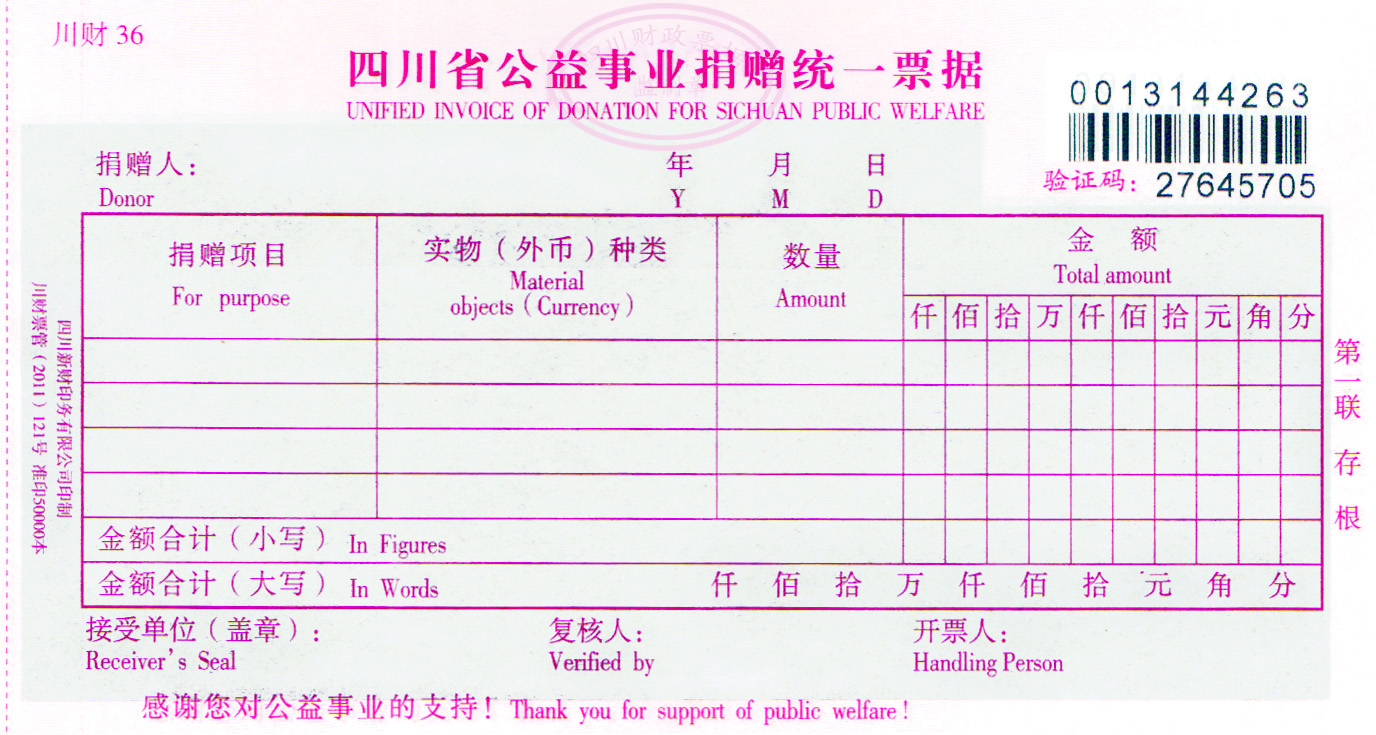 川财 36
四川省公益事业捐赠统一票据
UNIFIED INVOICE OF DONATION FOR SICHUAN PUBLIC WELFARE
0013144263
验证码: 27645705
捐赠人: 年 月 日
Donor Y M D
捐赠项目
For purpose
实物(外币)种类
Material
objects (Currency)
数量
Amount
金 额
Total amount
仟 佰 拾 万 仟 佰 拾 元 角 分
金额合计(小写) In Figures
金额合计(大写) In Words 仟 佰 拾 万 仟 佰 拾 元 角 分
接受单位(盖章): 复核人: 开票人:
Receiver's Seal Verified by Handling Person
感谢您对公益事业的支持! Thank you for support of public welfare!
四川新财印务有限公司印制
川财票管(2011)121号 准印50000本
第一联 存根